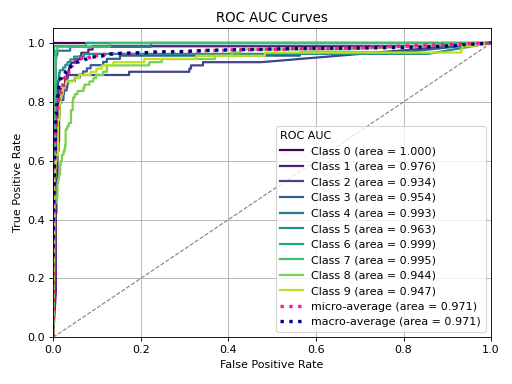 ROC AUC Curves
1.0
0.8
0.6
0.4
0.2
0.0
True Positive Rate
ROC AUC
Class 0 (area = 1.000)
Class 1 (area = 0.976)
Class 2 (area = 0.934)
Class 3 (area = 0.954)
Class 4 (area = 0.993)
Class 5 (area = 0.963)
Class 6 (area = 0.999)
Class 7 (area = 0.995)
Class 8 (area = 0.944)
Class 9 (area = 0.947)
micro-average (area = 0.971)
macro-average (area = 0.971)
0.0 0.2 0.4 0.6 0.8 1.0
False Positive Rate